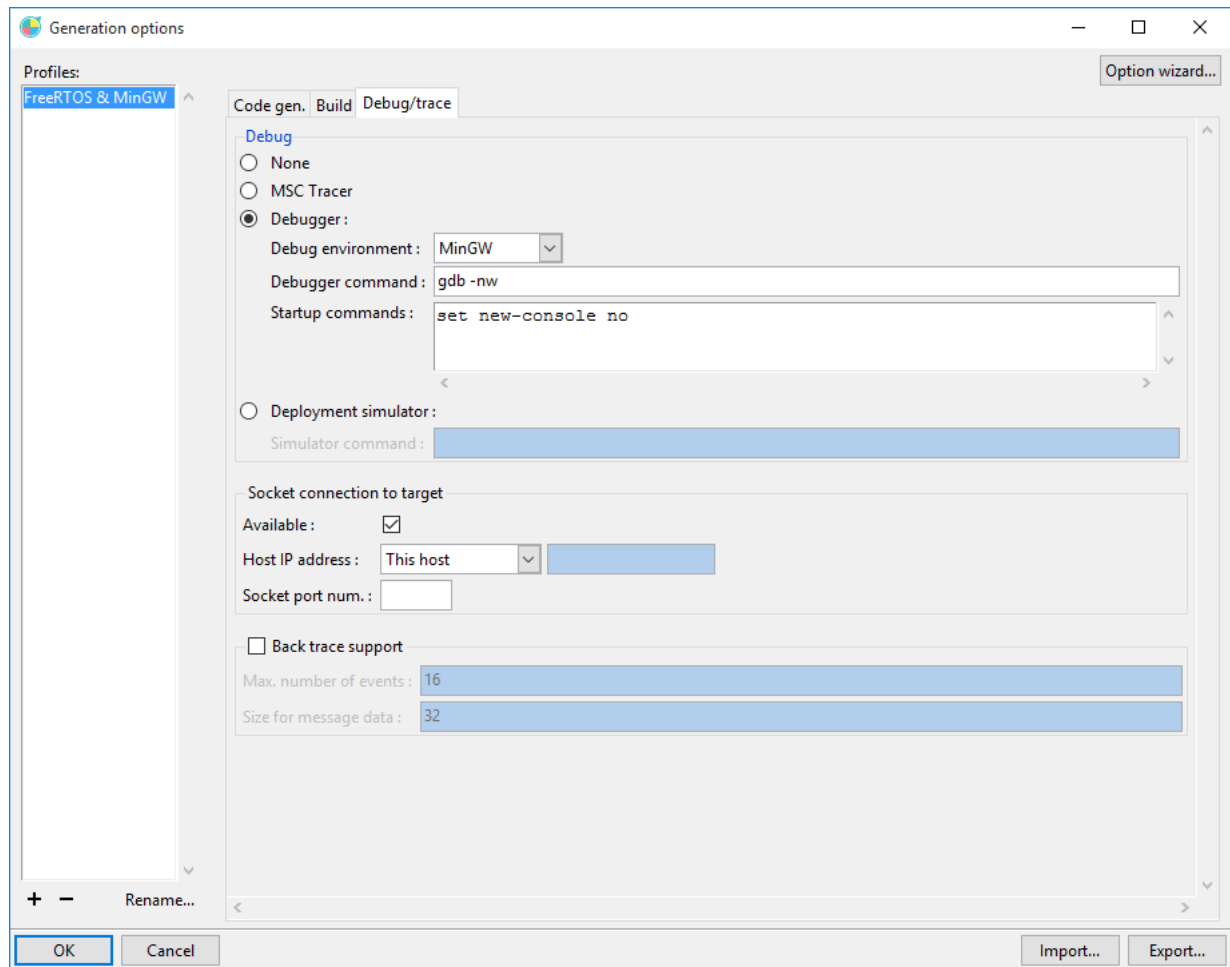 Generation options
Profiles:
Option wizard...
FreeRTOS & MinGW
Code gen. Build Debug/trace
Debug
None
MSC Tracer
Debugger :
Debug environment : MinGW
Debugger command : gdb -nw
Startup commands : set new-console no
Deployment simulator :
Simulator command :
Socket connection to target
Available :
Host IP address : This host
Socket port num. :
Back trace support
Max. number of events : 16
Size for message data : 32
+ − Rename...
OK Cancel Import... Export...